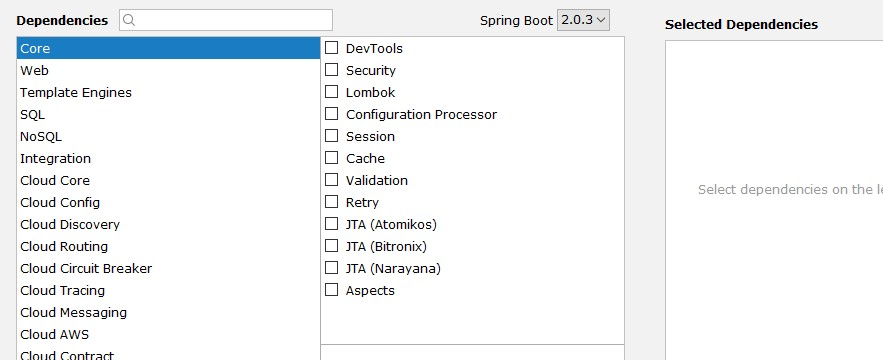 Dependencies
Spring Boot 2.0.3
Selected Dependencies
Core
Web
Template Engines
SQL
NoSQL
Integration
Cloud Core
Cloud Config
Cloud Discovery
Cloud Routing
Cloud Circuit Breaker
Cloud Tracing
Cloud Messaging
Cloud AWS
Cloud Contract
DevTools
Security
Lombok
Configuration Processor
Session
Cache
Validation
Retry
JTA (Atomikos)
JTA (Bitronix)
JTA (Narayana)
Aspects
Select dependencies on the